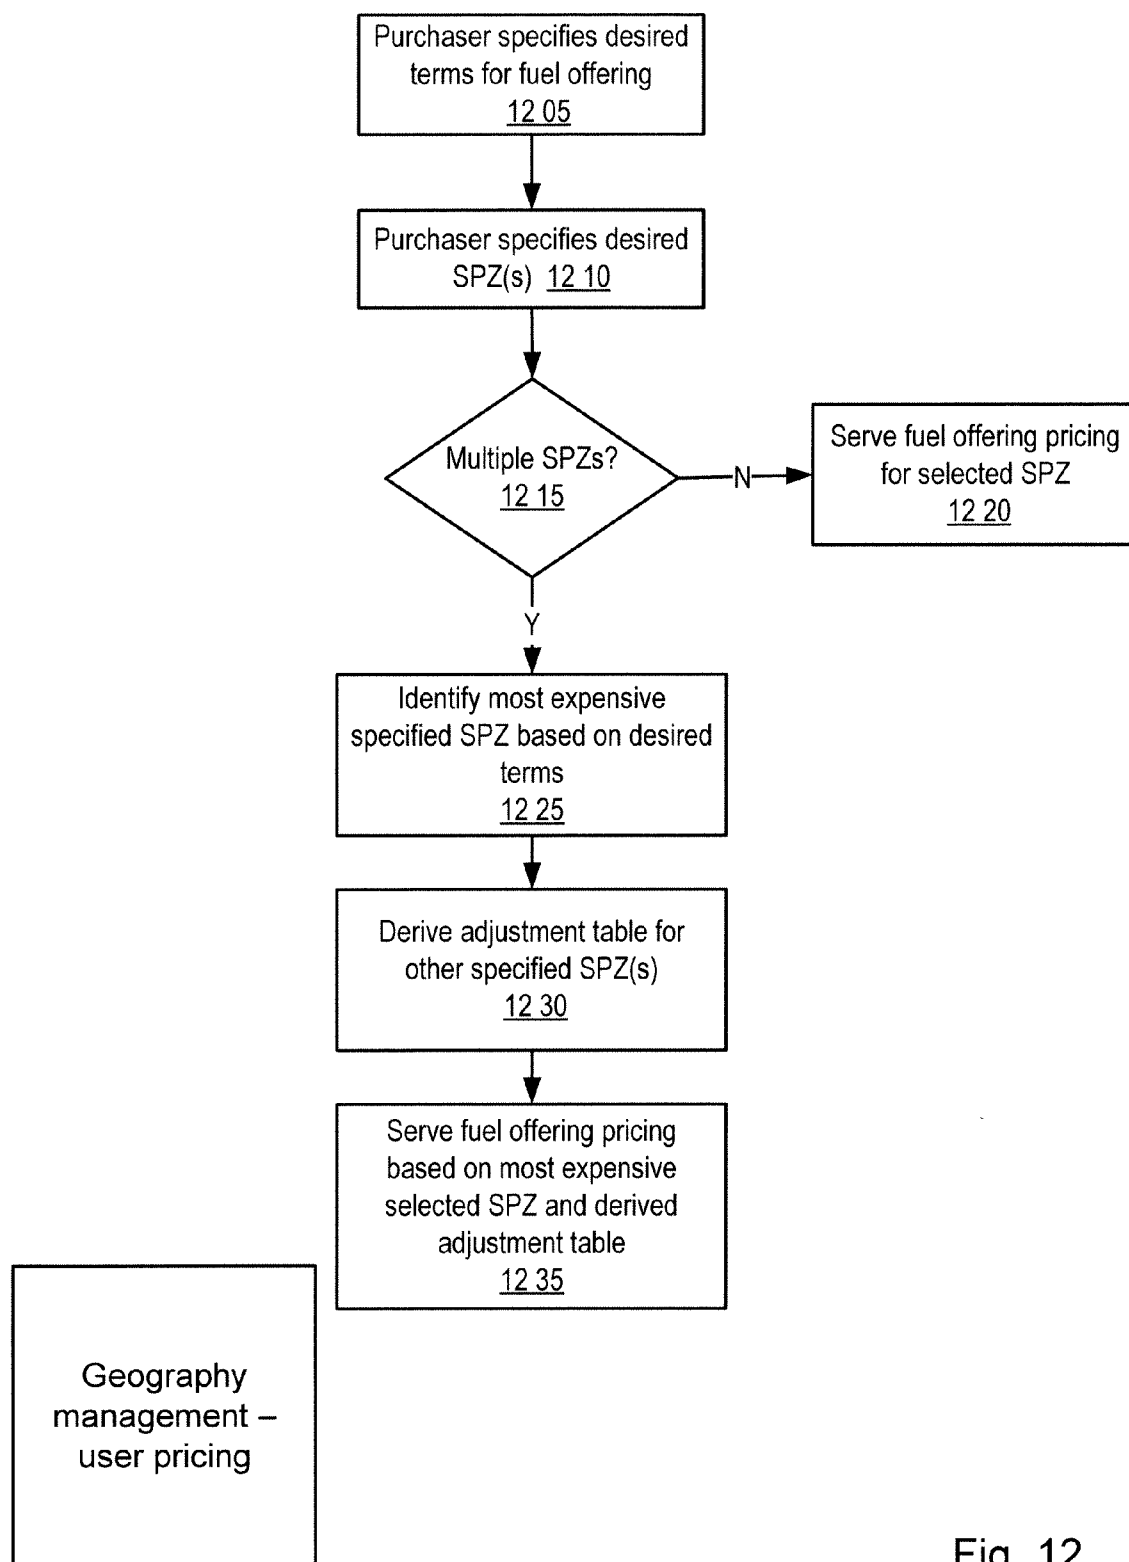 Purchaser specifies desired
terms for fuel offering
12 05
Purchaser specifies desired
SPZ(s) 12 10
Multiple SPZs?
12 15
N
Serve fuel offering pricing
for selected SPZ
12 20
Y
Identify most expensive
specified SPZ based on desired
terms
12 25
Derive adjustment table for
other specified SPZ(s)
12 30
Serve fuel offering pricing
based on most expensive
selected SPZ and derived
adjustment table
12 35
Geography
management –
user pricing
Fig. 12